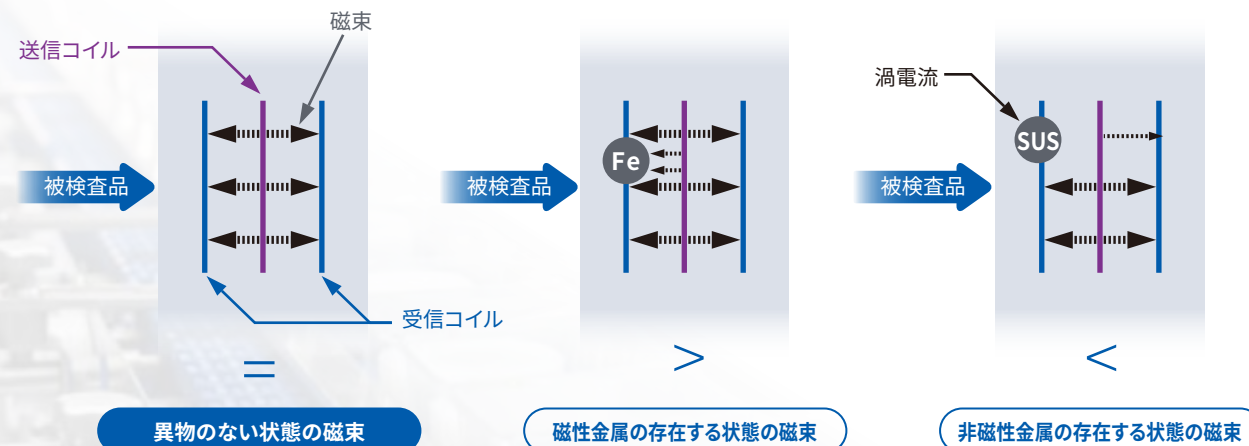 磁束
送信コイル
渦電流
Fe
SUS
被検査品
被検査品
被検査品
受信コイル
＝
＞
＜
異物のない状態の磁束
磁性金属の存在する状態の磁束
非磁性金属の存在する状態の磁束